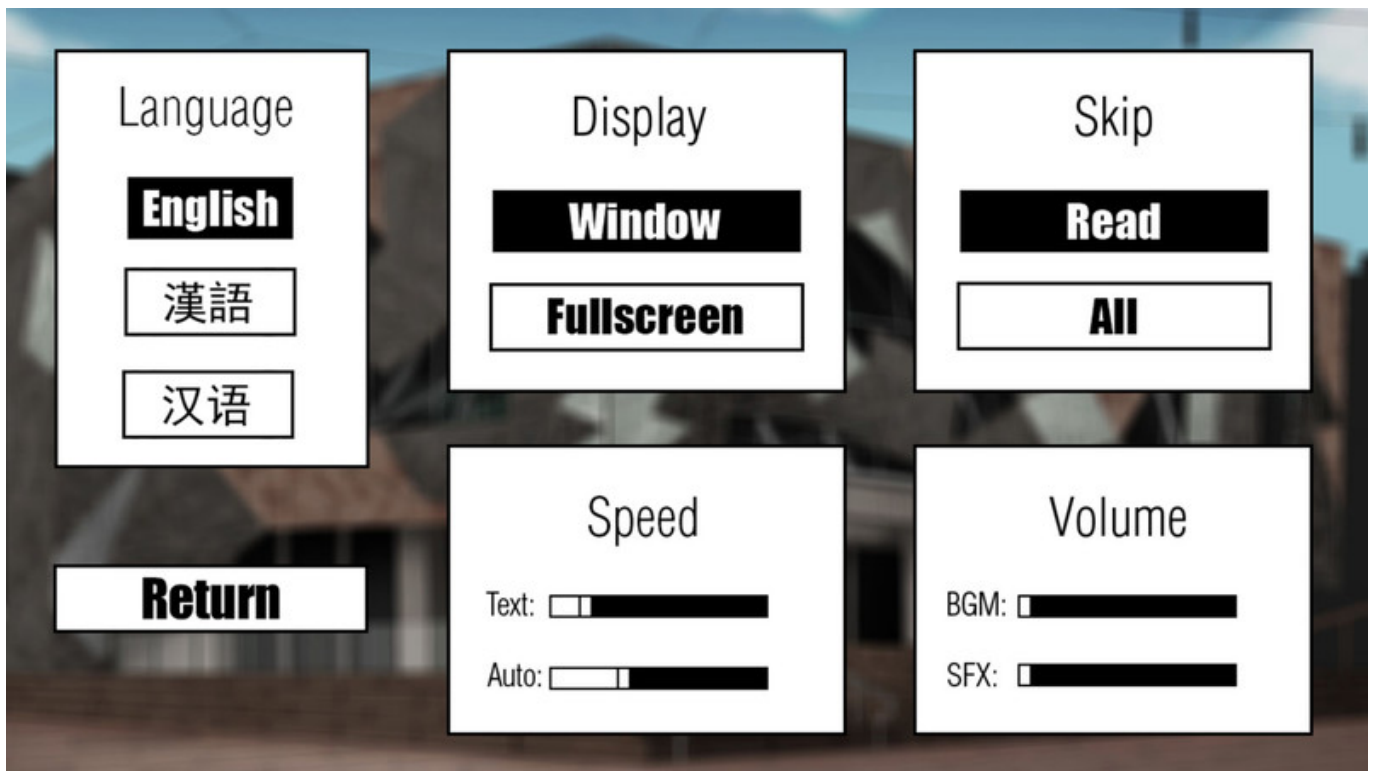 Language
English
漢語
汉语
Return
Display
Window
Fullscreen
Skip
Read
All
Speed
Text:
Auto:
Volume
BGM:
SFX: